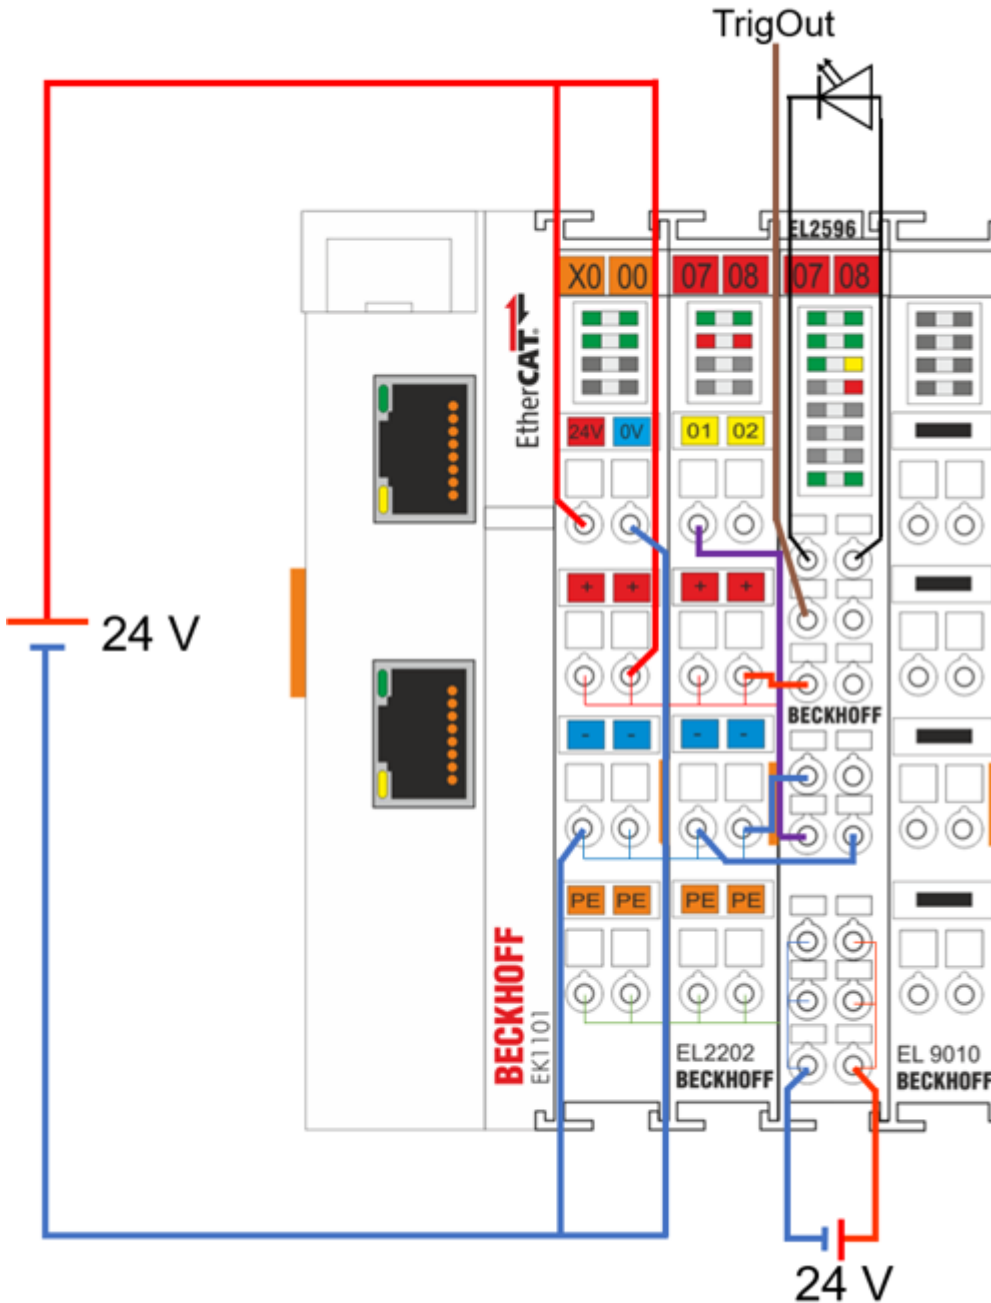 TrigOut
EL2596
X0 00 07 08 07 08
EtherCAT®
24V 0V 01 02
+ + + +
24 V
BECKHOFF
- - - -
PE PE PE PE
BECKHOFF
EK1101
EL2202
BECKHOFF
EL 9010
BECKHOFF
24 V